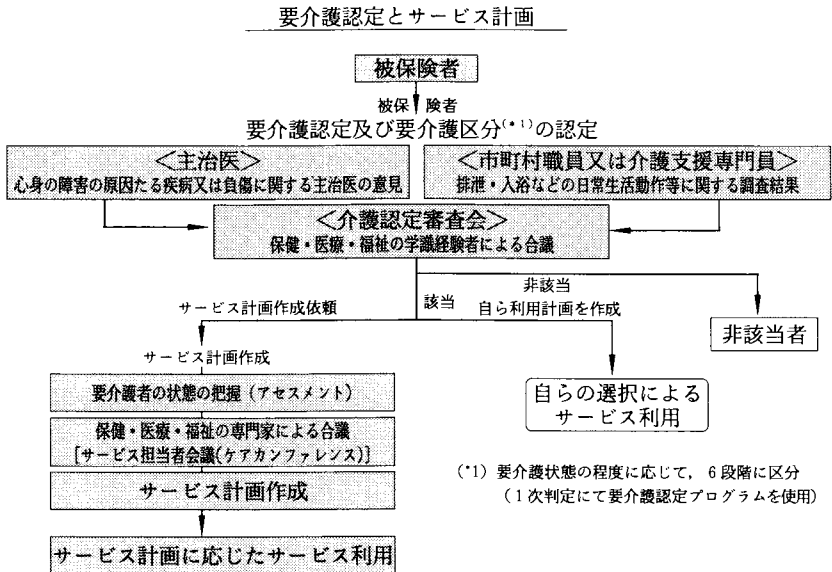 要介護認定とサービス計画
被保険者
被保険者
要介護認定及び要介護区分(*1)の認定
＜主治医＞
心身の障害の原因たる疾病又は負傷に関する主治医の意見
＜市町村職員又は介護支援専門員＞
排泄・入浴などの日常生活動作等に関する調査結果
＜介護認定審査会＞
保健・医療・福祉の学識経験者による合議
非該当
サービス計画作成依頼
該当
自ら利用計画を作成
非該当者
サービス計画作成
要介護者の状態の把握（アセスメント）
自らの選択による
サービス利用
保健・医療・福祉の専門家による合議
[サービス担当者会議(ケアカンファレンス)]
サービス計画作成
(*1) 要介護状態の程度に応じて，6段階に区分
（1次判定にて要介護認定プログラムを使用）
サービス計画に応じたサービス利用